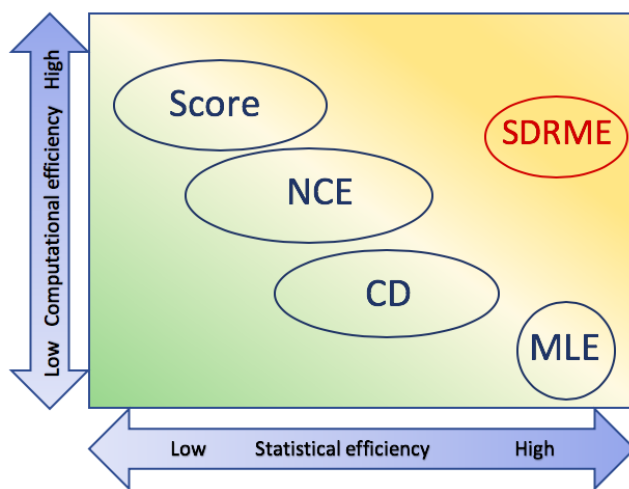 Score
SDRME
NCE
CD
MLE
Low Computational efficiency High
Low Statistical efficiency High